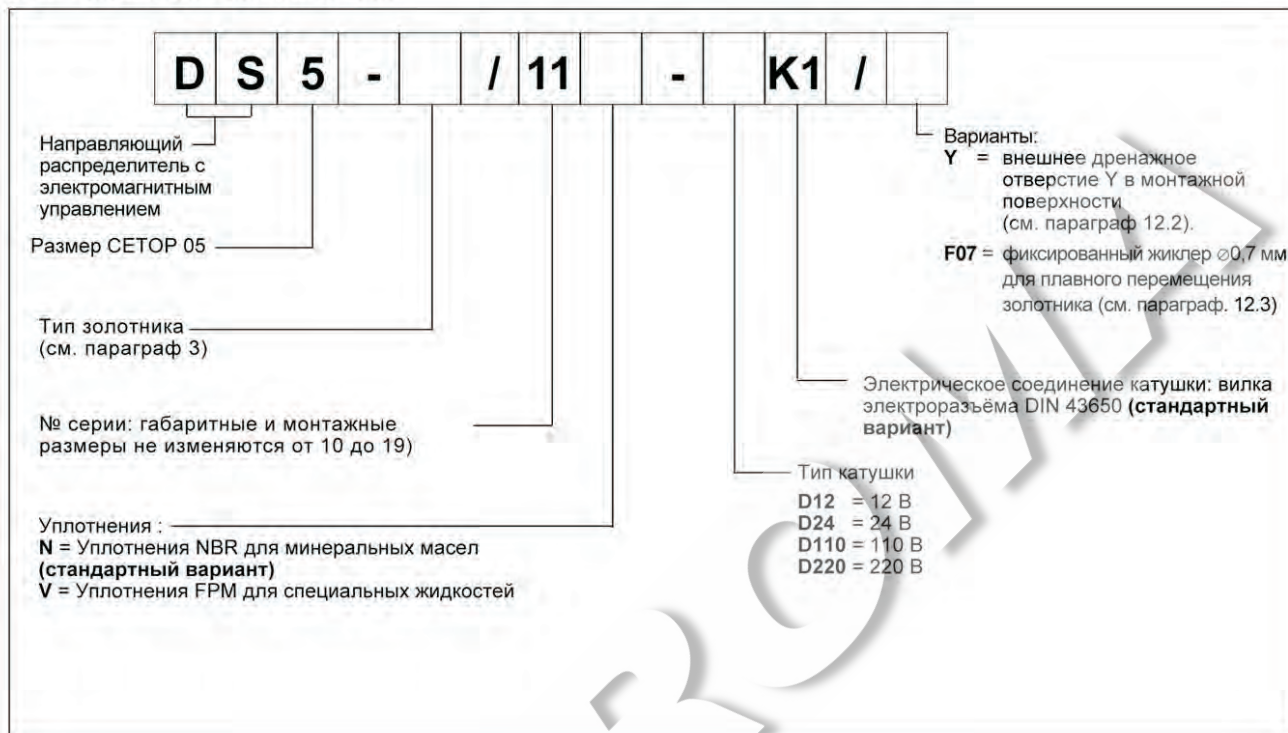 D S 5 - / 11 - K1 /
Направляющий
распределитель с
электромагнитным
управлением
Размер CETOP 05
Тип золотника
(см. параграф 3)
№ серии: габаритные и монтажные
размеры не изменяются от 10 до 19)
Уплотнения :
N = Уплотнения NBR для минеральных масел
(стандартный вариант)
V = Уплотнения FPM для специальных жидкостей
Варианты:
Y = внешнее дренажное
отверстие Y в монтажной
поверхности
(см. параграф 12.2).
F07 = фиксированный жиклер ⌀0,7 мм
для плавного перемещения
золотника (см. параграф. 12.3)
Электрическое соединение катушки: вилка
электроразъёма DIN 43650 (стандартный
вариант)
Тип катушки
D12 = 12 В
D24 = 24 В
D110 = 110 В
D220 = 220 В